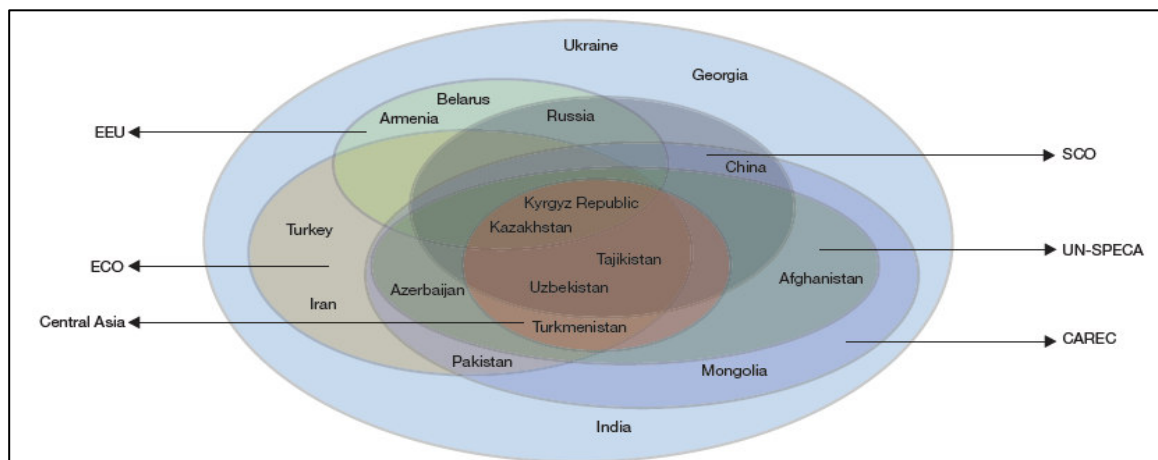 Ukraine
Georgia
Belarus
Armenia
Russia
EEU
SCO
China
Kyrgyz Republic
Kazakhstan
Turkey
Tajikistan
UN-SPECA
ECO
Afghanistan
Azerbaijan
Uzbekistan
Iran
Central Asia
Turkmenistan
CAREC
Pakistan
Mongolia
India